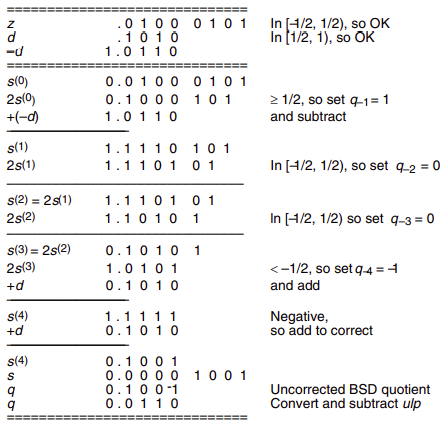 z .0 1 0 0 0 1 0 1 In [–1/2, 1/2), so OK
d .1 0 1 0 In [1/2, 1), so OK
–d 1.0 1 1 0
s(0) 0.0 1 0 0 0 1 0 1
2s(0) 0.1 0 0 0 1 0 1 ≥ 1/2, so set q–1 = 1
+(–d) 1.0 1 1 0 and subtract
s(1) 1.1 1 1 0 1 0 1
2s(1) 1.1 1 0 1 0 1 In [–1/2, 1/2), so set q–2 = 0
s(2) = 2s(1) 1.1 1 0 1 0 1
2s(2) 1.1 0 1 0 1 In [–1/2, 1/2) so set q–3 = 0
s(3) = 2s(2) 0.1 0 1 0 1
2s(3) 1.0 1 0 1 < –1/2, so set q–4 = –1
+d 0.1 0 1 0 and add
s(4) 1.1 1 1 1 Negative,
+d 0.1 0 1 0 so add to correct
s(4) 0.1 0 0 1
s 0.0 0 0 0 1 0 0 1
q 0.1 0 0 -1 Uncorrected BSD quotient
q 0.0 1 1 0 Convert and subtract ulp